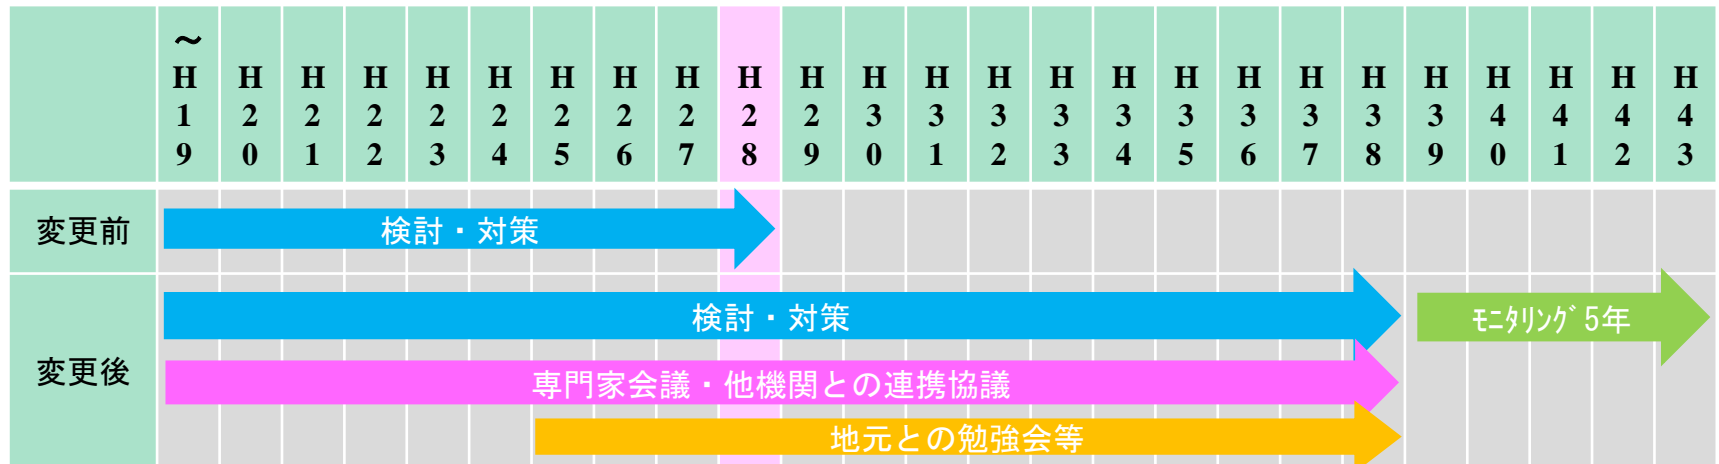 ～H19 H20 H21 H22 H23 H24 H25 H26 H27 H28 H29 H30 H31 H32 H33 H34 H35 H36 H37 H38 H39 H40 H41 H42 H43
変更前
検討・対策
変更後
検討・対策
ﾓﾆﾀﾘﾝｸﾞ5年
専門家会議・他機関との連携協議
地元との勉強会等